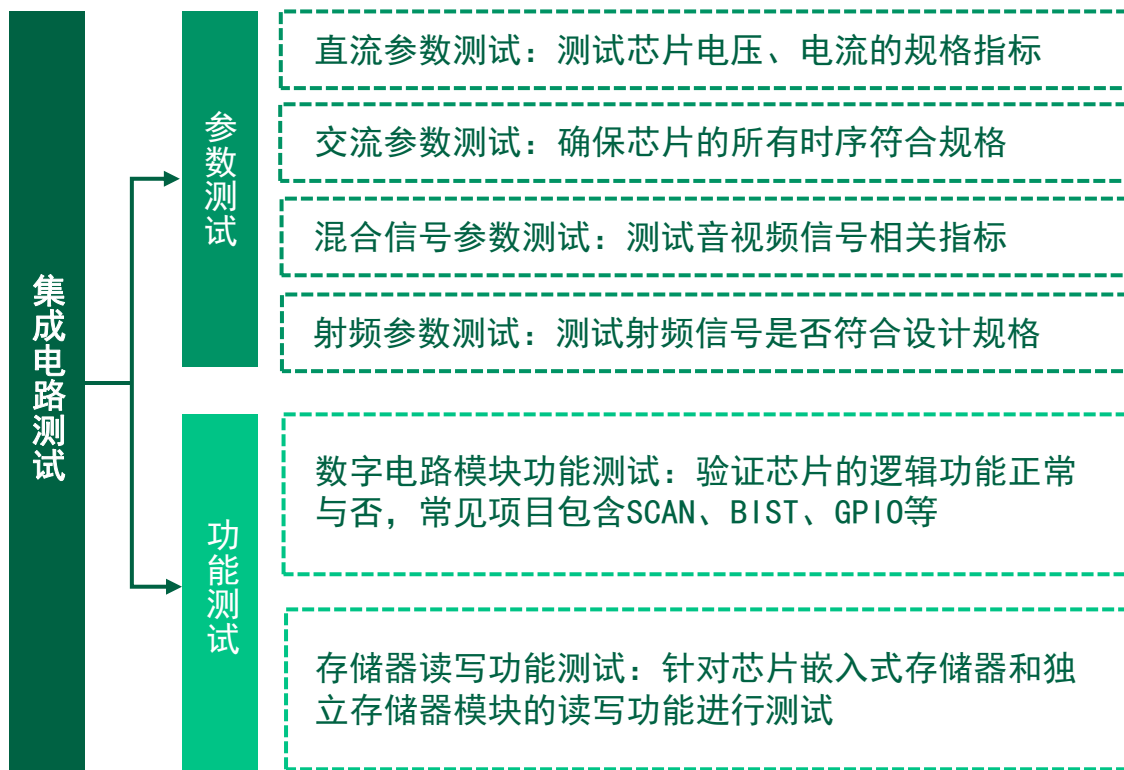 集成电路测试
参数测试
直流参数测试：测试芯片电压、电流的规格指标
交流参数测试：确保芯片的所有时序符合规格
混合信号参数测试：测试音视频信号相关指标
射频参数测试：测试射频信号是否符合设计规格
功能测试
数字电路模块功能测试：验证芯片的逻辑功能正常
与否，常见项目包含SCAN、BIST、GPIO等
存储器读写功能测试：针对芯片嵌入式存储器和独
立存储器模块的读写功能进行测试